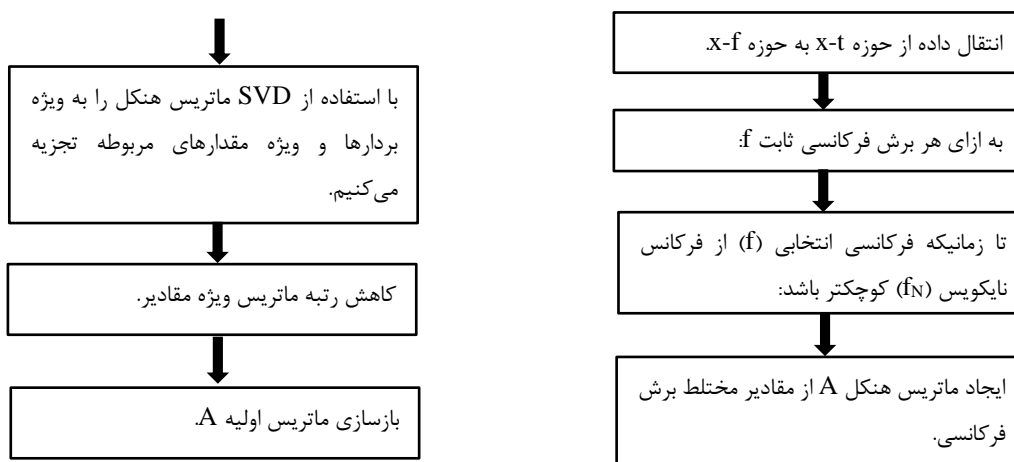 انتقال داده از حوزه x-t به حوزه x-f.
به ازای هر برش فرکانسی ثابت f:
تا زمانیکه فرکانسی انتخابی (f) از فرکانس
نایکویس (fN) کوچکتر باشد:
ایجاد ماتریس هنکل A از مقادیر مختلط برش
فرکانسی.
با استفاده از SVD ماتریس هنکل را به ویژه
بردارها و ویژه مقدارهای مربوطه تجزیه
می‌کنیم.
کاهش رتبه ماتریس ویژه مقادیر.
بازسازی ماتریس اولیه A.